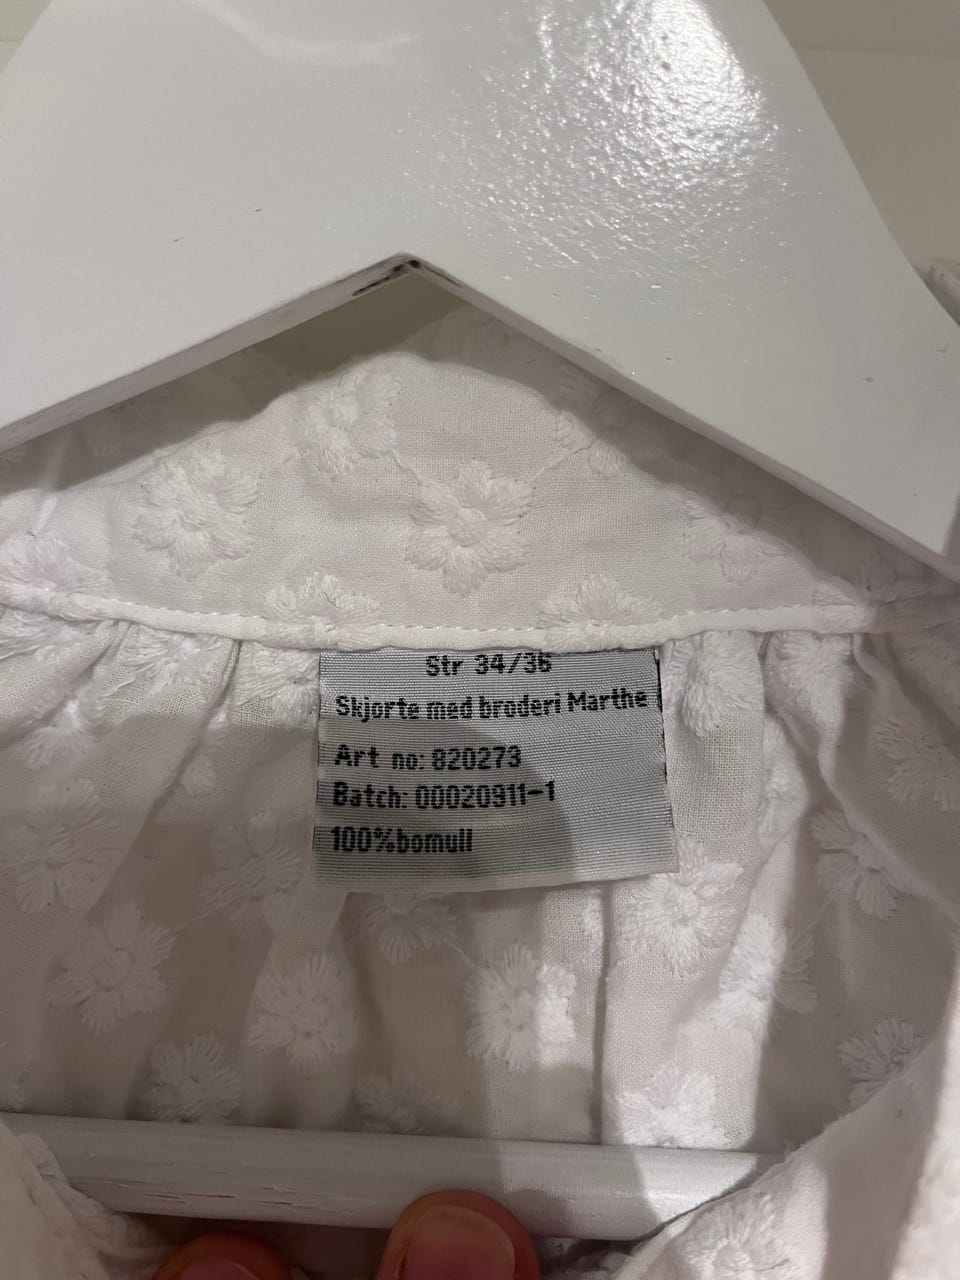 Str 34/36
Skjorte med broderi Marthe
Art no: 820273
Batch: 00020911-1
100%bomull